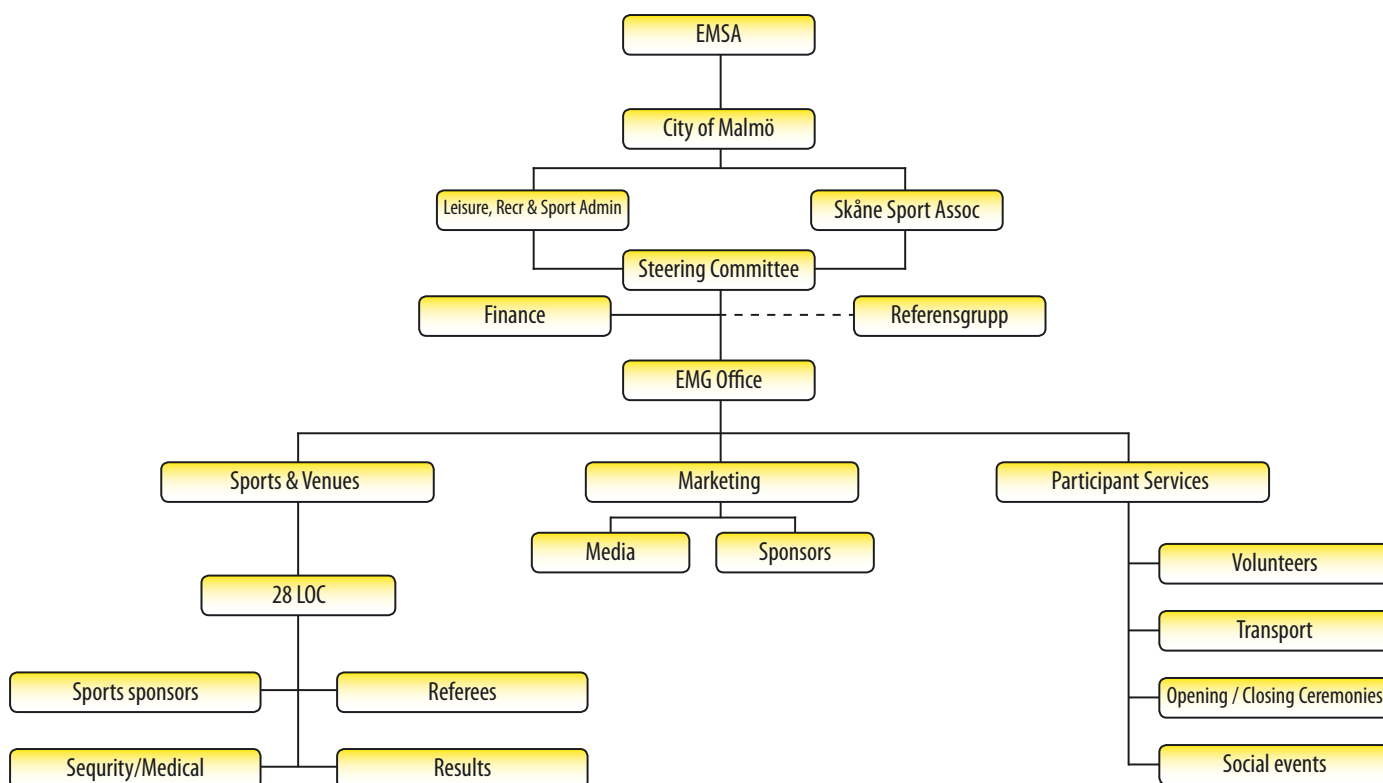 EMSA
City of Malmö
Leisure, Recr & Sport Admin
Skåne Sport Assoc
Steering Committee
Finance
Referensgrupp
EMG Office
Sports & Venues
Marketing
Participant Services
Media
Sponsors
Volunteers
28 LOC
Transport
Sports sponsors
Referees
Opening / Closing Ceremonies
Sequrity/Medical
Results
Social events